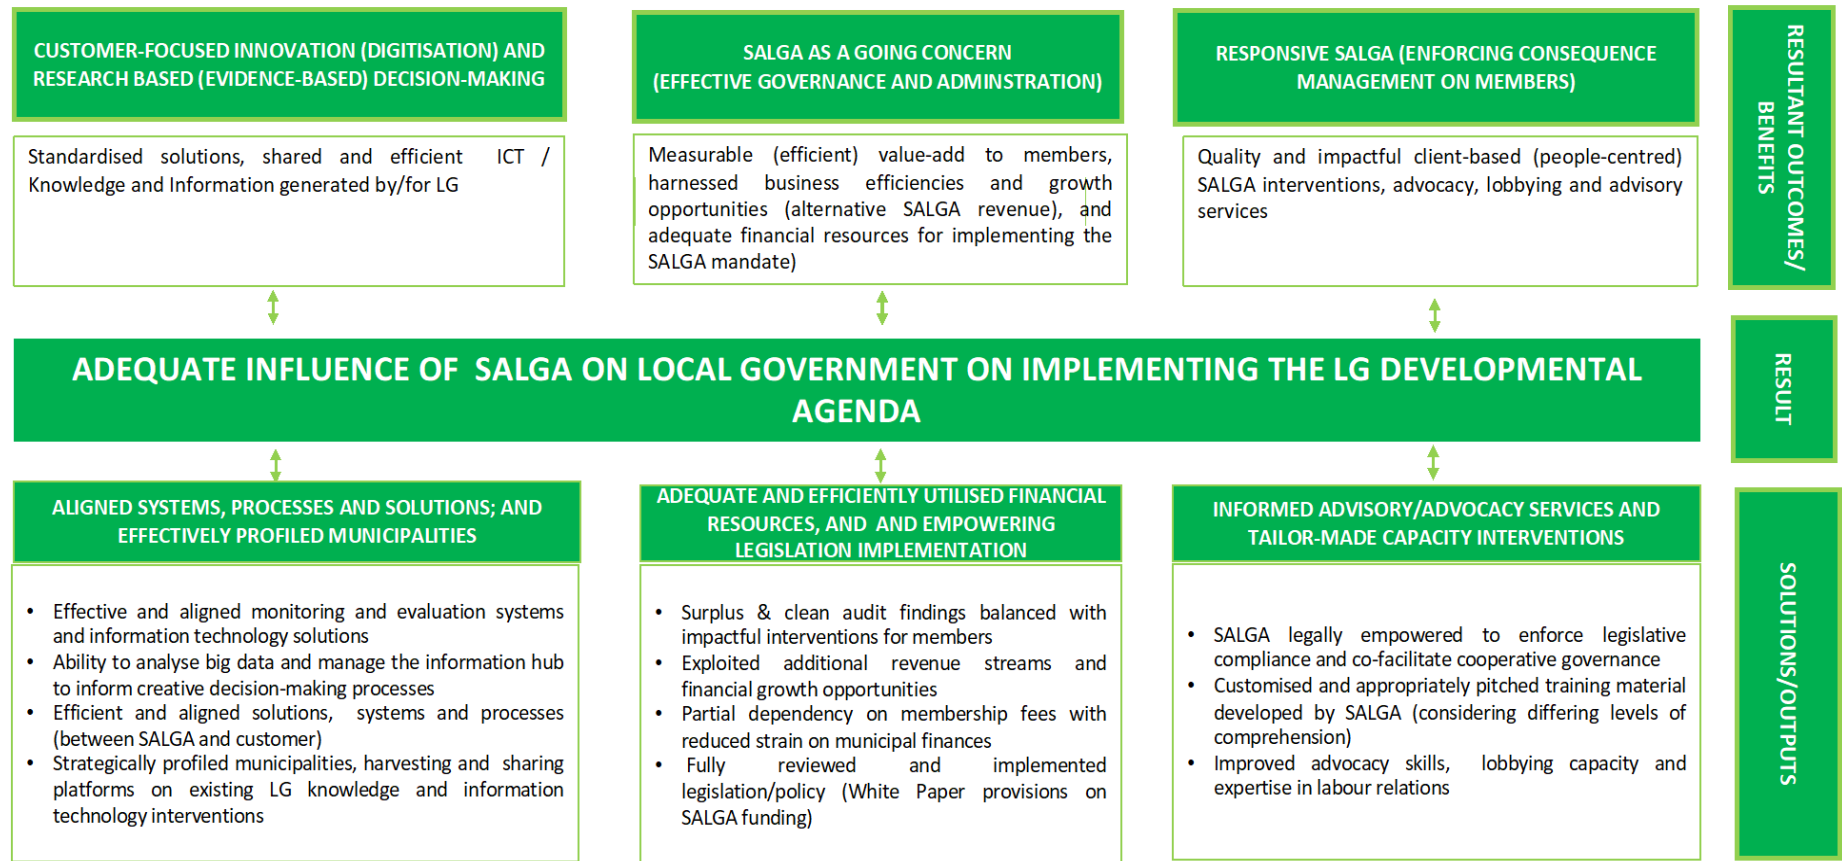 CUSTOMER-FOCUSED INNOVATION (DIGITISATION) AND
RESEARCH BASED (EVIDENCE-BASED) DECISION-MAKING
Standardised solutions, shared and efficient ICT /
Knowledge and Information generated by/for LG
SALGA AS A GOING CONCERN
(EFFECTIVE GOVERNANCE AND ADMINSTRATION)
Measurable (efficient) value-add to members,
harnessed business efficiencies and growth
opportunities (alternative SALGA revenue), and
adequate financial resources for implementing the
SALGA mandate)
RESPONSIVE SALGA (ENFORCING CONSEQUENCE
MANAGEMENT ON MEMBERS)
Quality and impactful client-based (people-centred)
SALGA interventions, advocacy, lobbying and advisory
services
RESULTANT OUTCOMES/
BENEFITS
ADEQUATE INFLUENCE OF SALGA ON LOCAL GOVERNMENT ON IMPLEMENTING THE LG DEVELOPMENTAL
AGENDA
RESULT
ALIGNED SYSTEMS, PROCESSES AND SOLUTIONS; AND
EFFECTIVELY PROFILED MUNICIPALITIES
• Effective and aligned monitoring and evaluation systems
and information technology solutions
• Ability to analyse big data and manage the information hub
to inform creative decision-making processes
• Efficient and aligned solutions, systems and processes
(between SALGA and customer)
• Strategically profiled municipalities, harvesting and sharing
platforms on existing LG knowledge and information
technology interventions
ADEQUATE AND EFFICIENTLY UTILISED FINANCIAL
RESOURCES, AND AND EMPOWERING
LEGISLATION IMPLEMENTATION
• Surplus & clean audit findings balanced with
impactful interventions for members
• Exploited additional revenue streams and
financial growth opportunities
• Partial dependency on membership fees with
reduced strain on municipal finances
• Fully reviewed and implemented
legislation/policy (White Paper provisions on
SALGA funding)
INFORMED ADVISORY/ADVOCACY SERVICES AND
TAILOR-MADE CAPACITY INTERVENTIONS
• SALGA legally empowered to enforce legislative
compliance and co-facilitate cooperative governance
• Customised and appropriately pitched training material
developed by SALGA (considering differing levels of
comprehension)
• Improved advocacy skills, lobbying capacity and
expertise in labour relations
SOLUTIONS/OUTPUTS